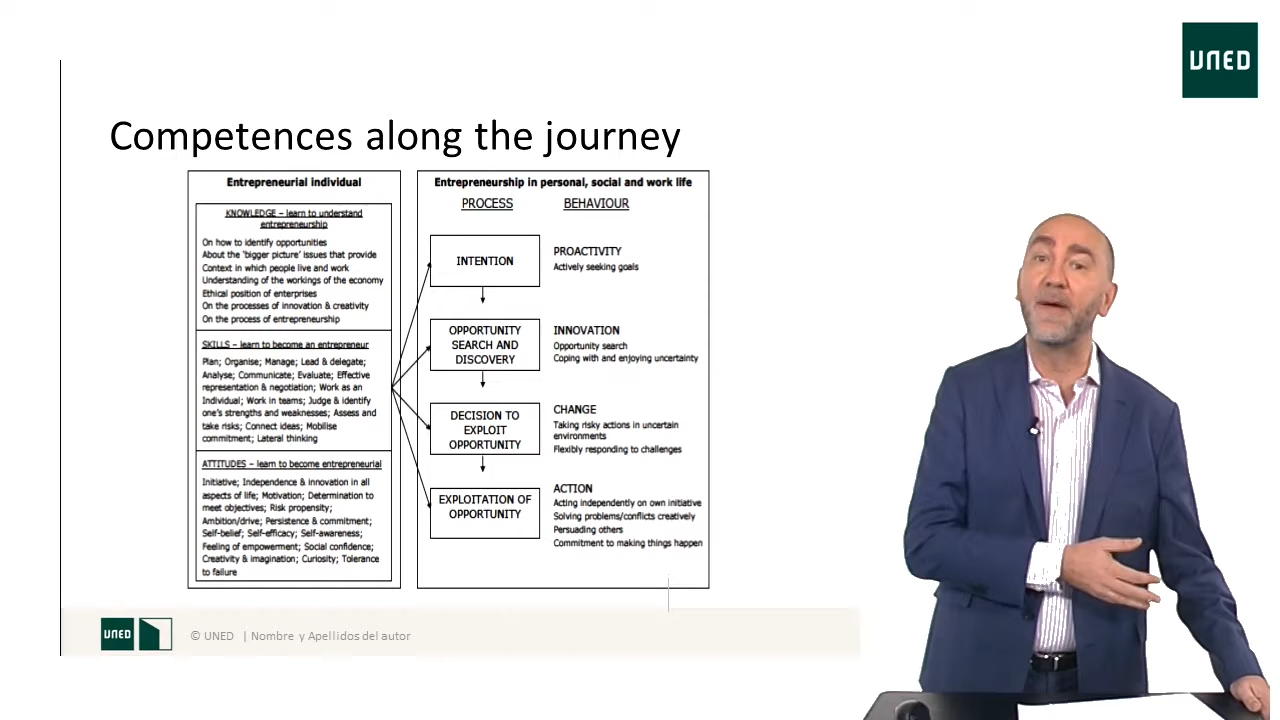 UNED
Competences along the journey
Entrepreneurial individual
KNOWLEDGE – learn to understand
entrepreneurship
On how to identify opportunities
About the 'bigger picture' issues that provide
Context in which people live and work
Understanding of the workings of the economy
Ethical position of enterprises
On the processes of innovation & creativity
On the process of entrepreneurship
SKILLS – learn to become an entrepreneur
Plan; Organise; Manage; Lead & delegate;
Analyse; Communicate; Evaluate; Effective
representation & negotiation; Work as an
Individual; Work in teams; Judge & identify
one's strengths and weaknesses; Assess and
take risks; Connect ideas; Mobilise
commitment; Lateral thinking
ATTITUDES – learn to become entrepreneurial
Initiative; Independence & innovation in all
aspects of life; Motivation; Determination to
meet objectives; Risk propensity;
Ambition/drive; Persistence & commitment;
Self-belief; Self-efficacy; Self-awareness;
Feeling of empowerment; Social confidence;
Creativity & imagination; Curiosity; Tolerance
to failure
Entrepreneurship in personal, social and work life
PROCESS BEHAVIOUR
INTENTION
PROACTIVITY
Actively seeking goals
OPPORTUNITY
SEARCH AND
DISCOVERY
INNOVATION
Opportunity search
Coping with and enjoying uncertainty
DECISION TO
EXPLOIT
OPPORTUNITY
CHANGE
Taking risky actions in uncertain
environments
Flexibly responding to challenges
EXPLOITATION OF
OPPORTUNITY
ACTION
Acting independently on own initiative
Solving problems/conflicts creatively
Persuading others
Commitment to making things happen
UNED
© UNED | Nombre y Apellidos del autor